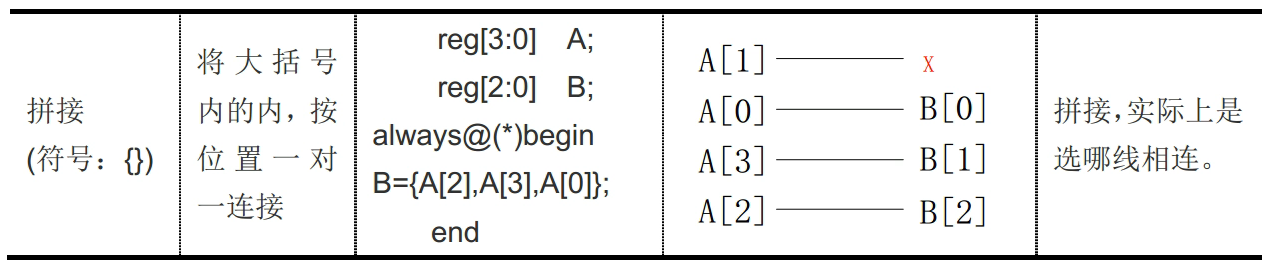 拼接
(符号：{})
将大括号
内的内，按
位置一对
一连接
reg[3:0] A;
reg[2:0] B;
always@(*)begin
B={A[2],A[3],A[0]};
end
A[1] x
A[0] B[0]
A[3] B[1]
A[2] B[2]
拼接，实际上是
选哪线相连。